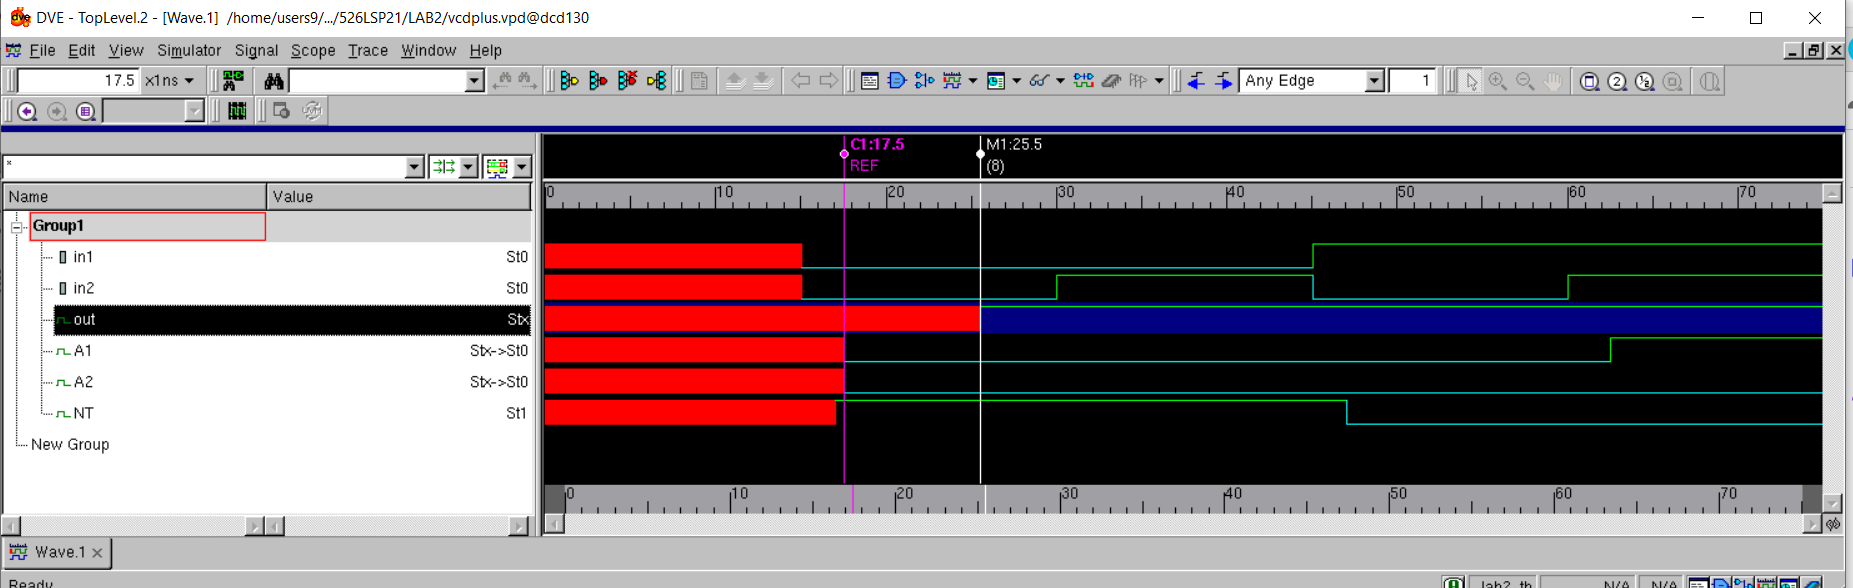 DVE - TopLevel.2 - [Wave.1] /home/users9/.../526LSP21/LAB2/vcdplus.vpd@dcd130
File Edit View Simulator Signal Scope Trace Window Help
17.5 x1ns Any Edge 1
C1:17.5 M1:25.5
REF (8)
*
Name Value
0 10 20 30 40 50 60 70
Group1
in1 St0
in2 St0
out Stx
A1 Stx->St0
A2 Stx->St0
NT St1
New Group
0 10 20 30 40 50 60 70
Wave.1
Ready lab2_tb N/A N/A